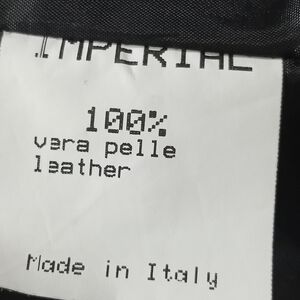 IMPERIAL
100%
vera pelle
leather
Made in Italy